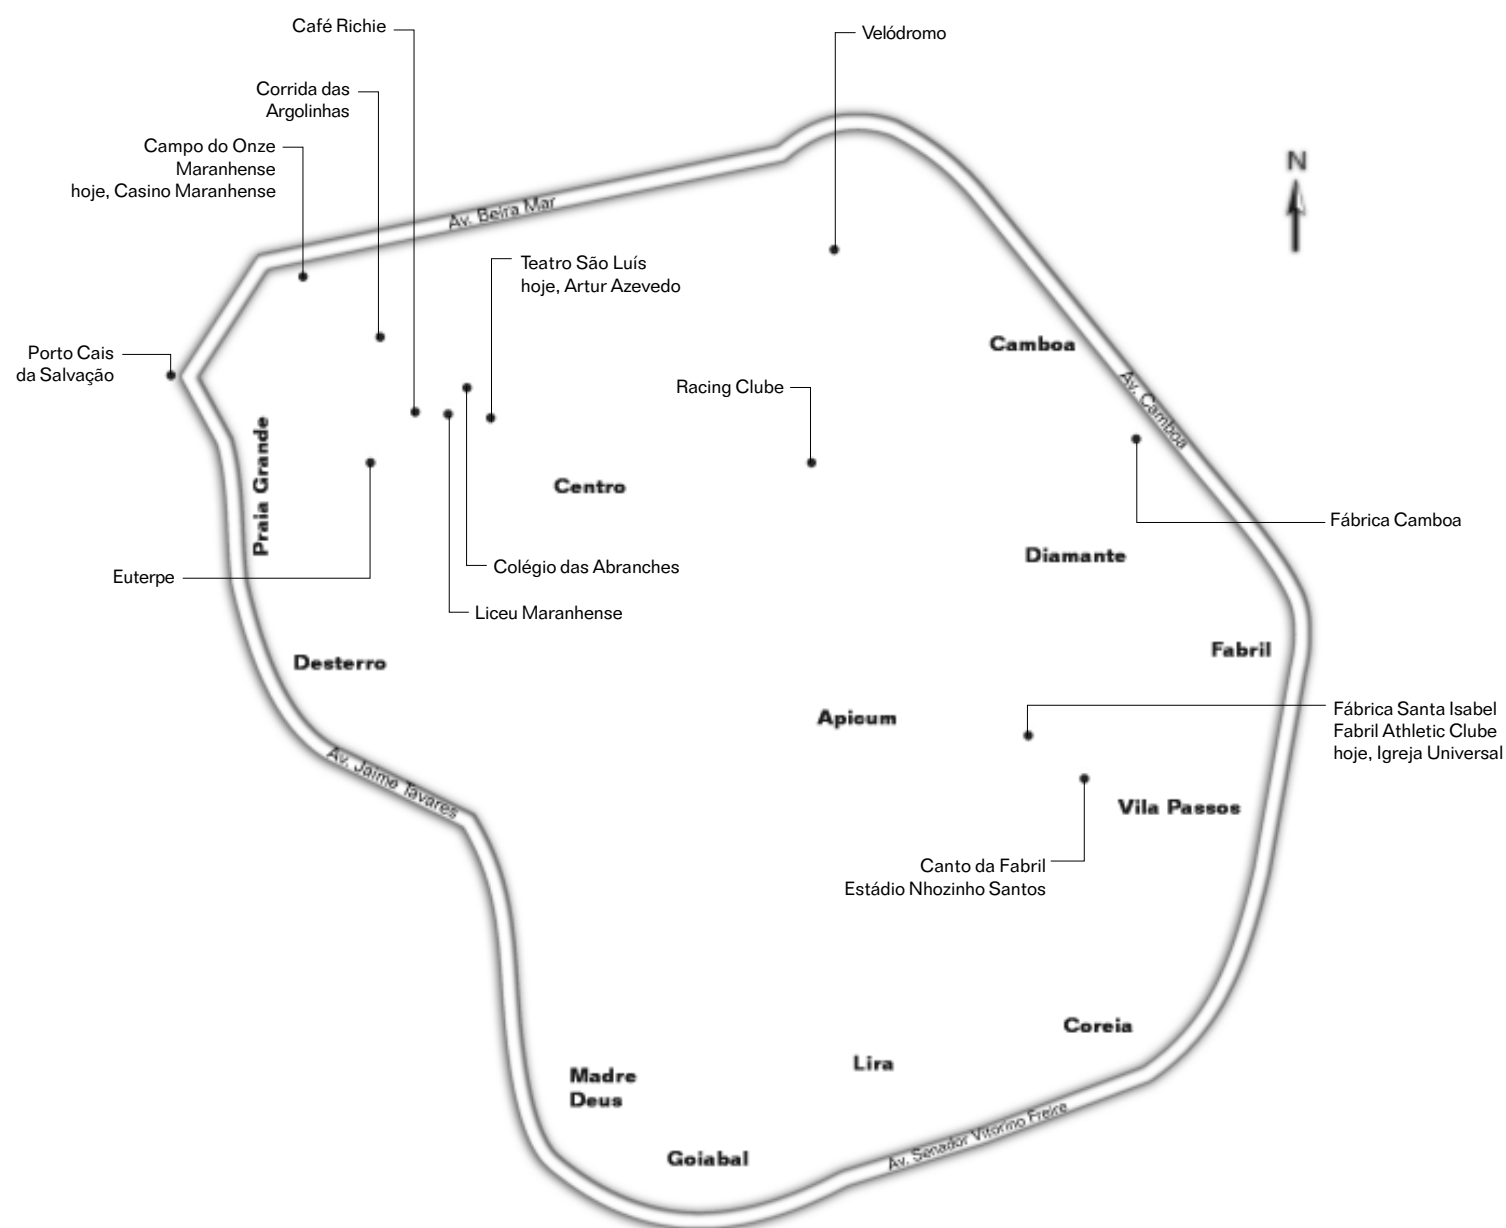 Café Richie
Velódromo
Corrida das
Argolinhas
Campo do Onze
Maranhense
hoje, Casino Maranhense
N
Av. Beira Mar
Teatro São Luís
hoje, Artur Azevedo
Porto Cais
da Salvação
Camboa
Racing Clube
Av. Camboa
Praia Grande
Centro
Fábrica Camboa
Diamante
Colégio das Abranches
Euterpe
Liceu Maranhense
Desterro
Fabril
Apicum
Fábrica Santa Isabel
Fabril Athletic Clube
hoje, Igreja Universal
Av. Jaime Tavares
Vila Passos
Canto da Fabril
Estádio Nhozinho Santos
Coreia
Lira
Madre
Deus
Av. Senador Vitorino Freire
Goiabal